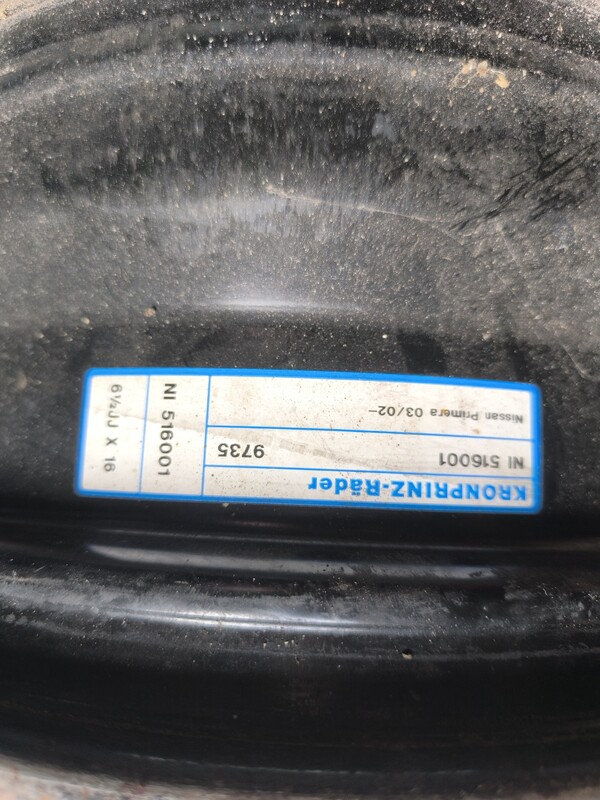 KRONPRINZ-Räder
NI 516001 9735
Nissan Primera 03/02–
NI 516001
6½JJ X 16